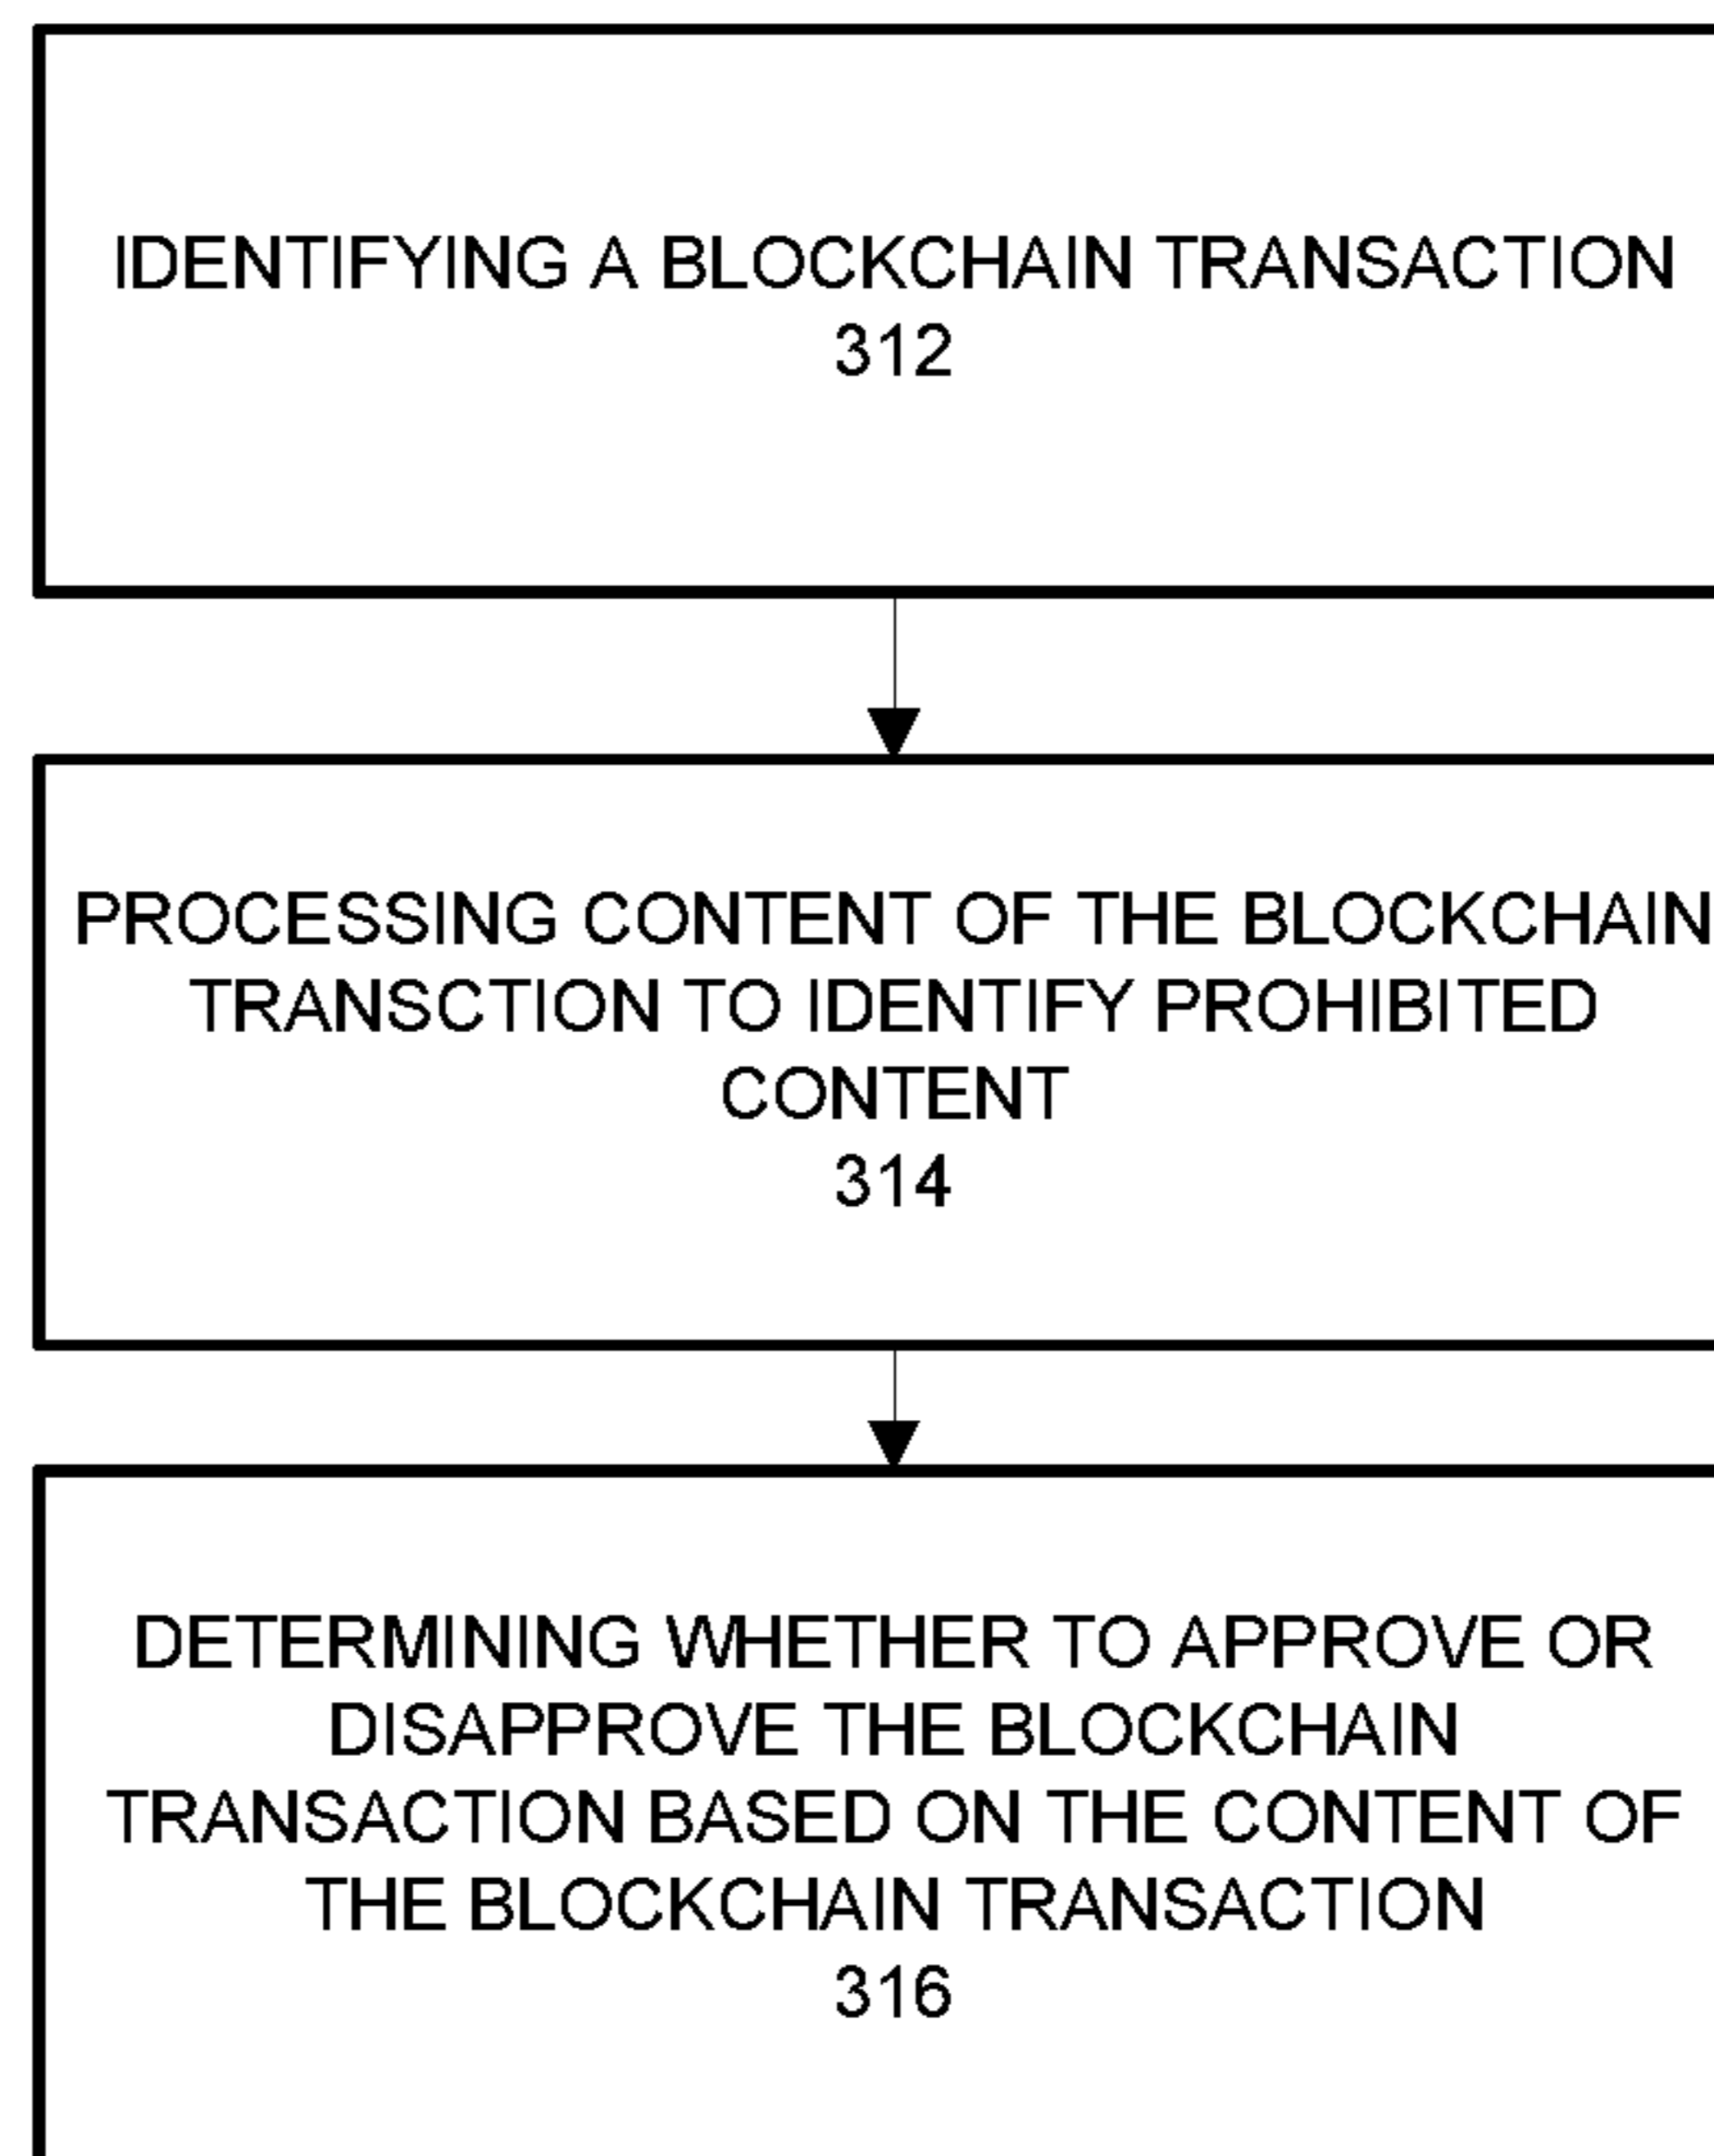 IDENTIFYING A BLOCKCHAIN TRANSACTION
312
PROCESSING CONTENT OF THE BLOCKCHAIN
TRANSCTION TO IDENTIFY PROHIBITED
CONTENT
314
DETERMINING WHETHER TO APPROVE OR
DISAPPROVE THE BLOCKCHAIN
TRANSACTION BASED ON THE CONTENT OF
THE BLOCKCHAIN TRANSACTION
316